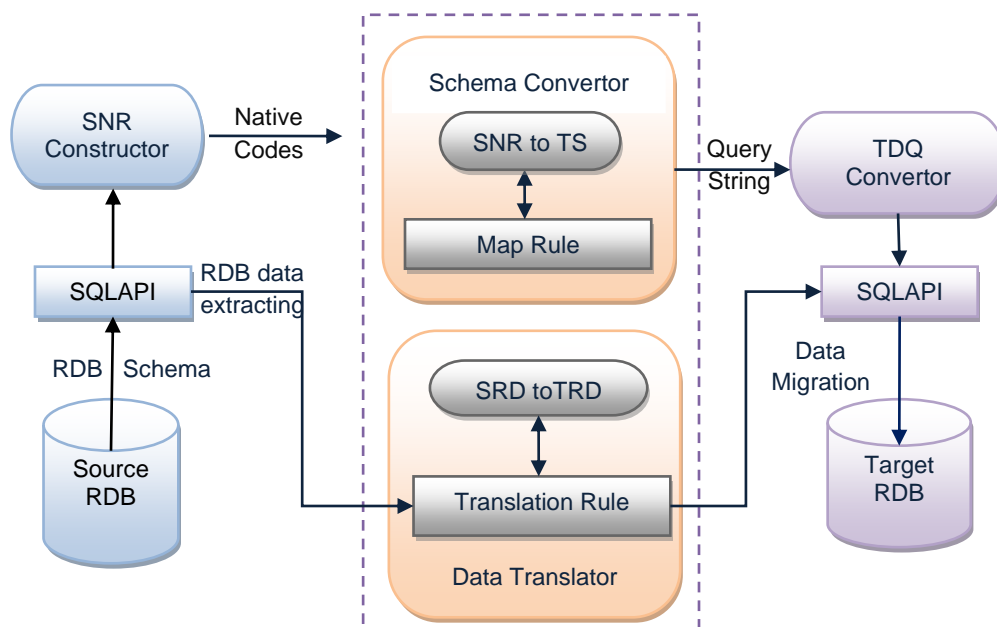 SNR
Constructor
Native
Codes
Schema Convertor
SNR to TS
Map Rule
Query
String
TDQ
Convertor
SQLAPI
RDB data
extracting
SQLAPI
RDB Schema
Source
RDB
SRD toTRD
Translation Rule
Data Translator
Data
Migration
Target
RDB